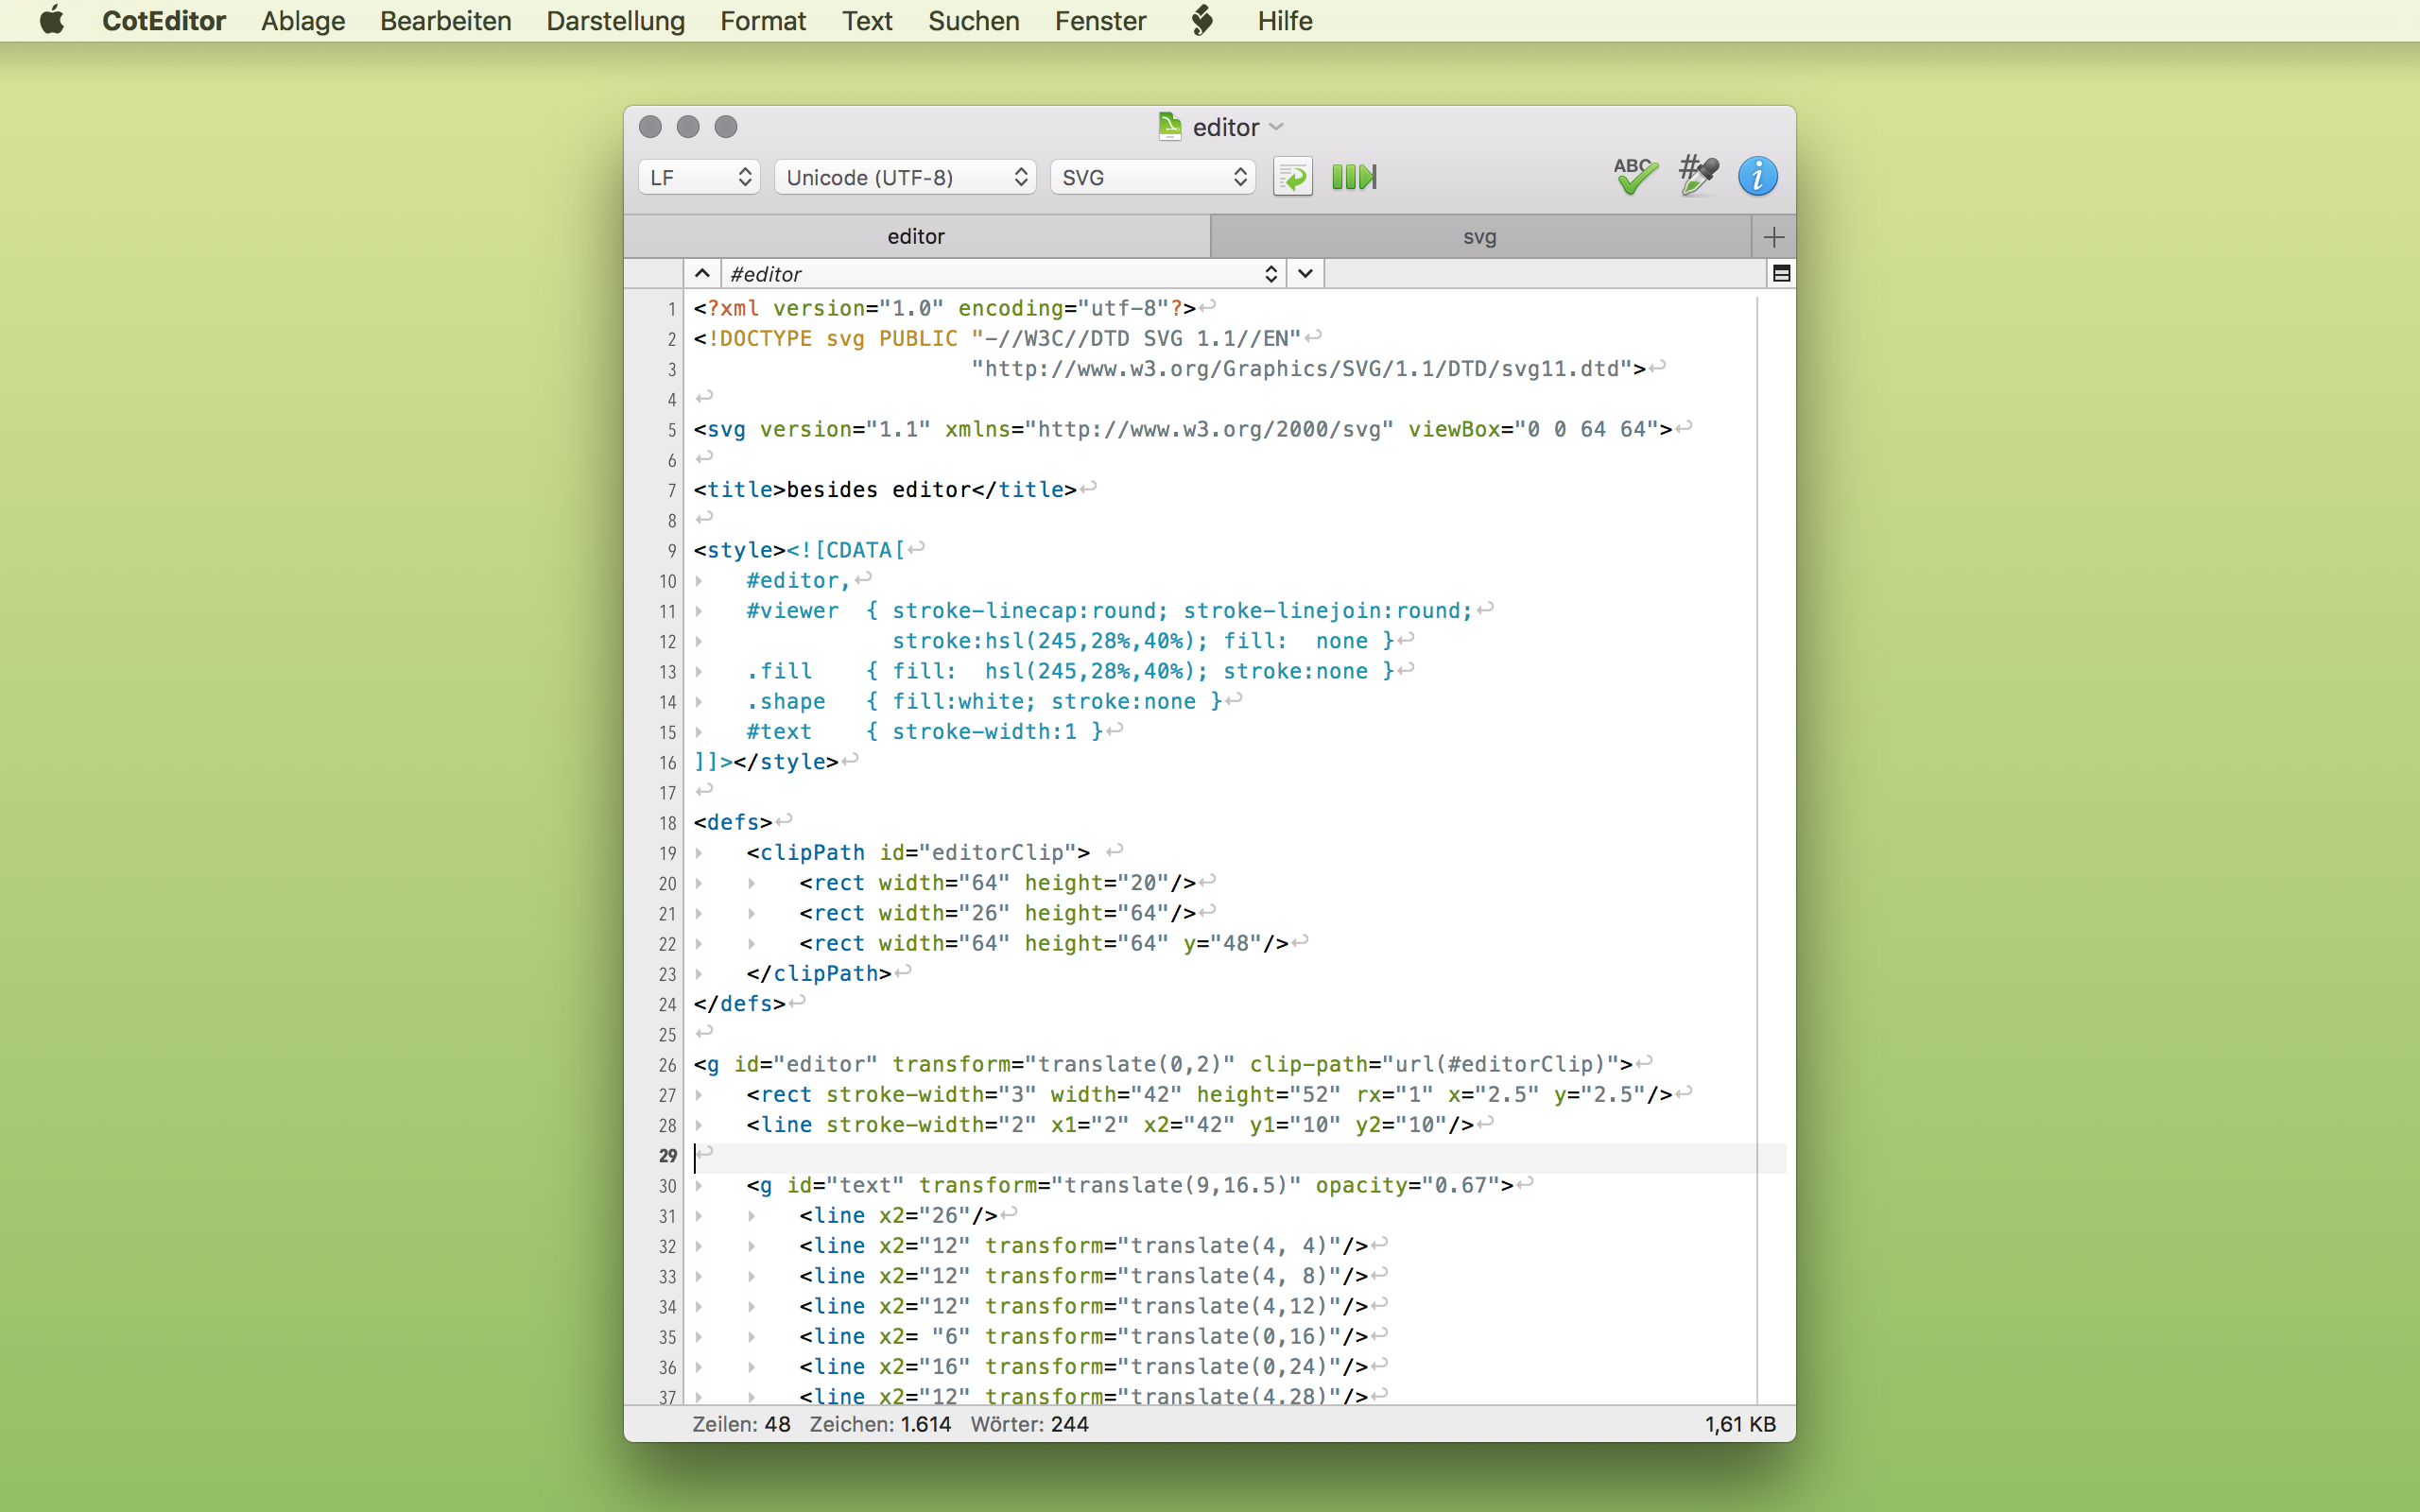 CotEditor Ablage Bearbeiten Darstellung Format Text Suchen Fenster Hilfe
editor
LF Unicode (UTF-8) SVG ABC # i
editor svg
#editor
1 <?xml version="1.0" encoding="utf-8"?>↩
2 <!DOCTYPE svg PUBLIC "-//W3C//DTD SVG 1.1//EN"↩
3 "http://www.w3.org/Graphics/SVG/1.1/DTD/svg11.dtd">↩
4 ↩
5 <svg version="1.1" xmlns="http://www.w3.org/2000/svg" viewBox="0 0 64 64">↩
6 ↩
7 <title>besides editor</title>↩
8 ↩
9 <style><![CDATA[↩
10 #editor,↩
11 #viewer  { stroke-linecap:round; stroke-linejoin:round;↩
12 stroke:hsl(245,28%,40%); fill:  none }↩
13 .fill    { fill:  hsl(245,28%,40%); stroke:none }↩
14 .shape   { fill:white; stroke:none }↩
15 #text    { stroke-width:1 }↩
16 ]]></style>↩
17 ↩
18 <defs>↩
19 <clipPath id="editorClip"> ↩
20 <rect width="64" height="20"/>↩
21 <rect width="26" height="64"/>↩
22 <rect width="64" height="64" y="48"/>↩
23 </clipPath>↩
24 </defs>↩
25 ↩
26 <g id="editor" transform="translate(0,2)" clip-path="url(#editorClip)">↩
27 <rect stroke-width="3" width="42" height="52" rx="1" x="2.5" y="2.5"/>↩
28 <line stroke-width="2" x1="2" x2="42" y1="10" y2="10"/>↩
29 ↩
30 <g id="text" transform="translate(9,16.5)" opacity="0.67">↩
31 <line x2="26"/>↩
32 <line x2="12" transform="translate(4, 4)"/>↩
33 <line x2="12" transform="translate(4, 8)"/>↩
34 <line x2="12" transform="translate(4,12)"/>↩
35 <line x2= "6" transform="translate(0,16)"/>↩
36 <line x2="16" transform="translate(0,24)"/>↩
37 <line x2="12" transform="translate(4,28)"/>↩
Zeilen: 48 Zeichen: 1.614 Wörter: 244 1,61 KB